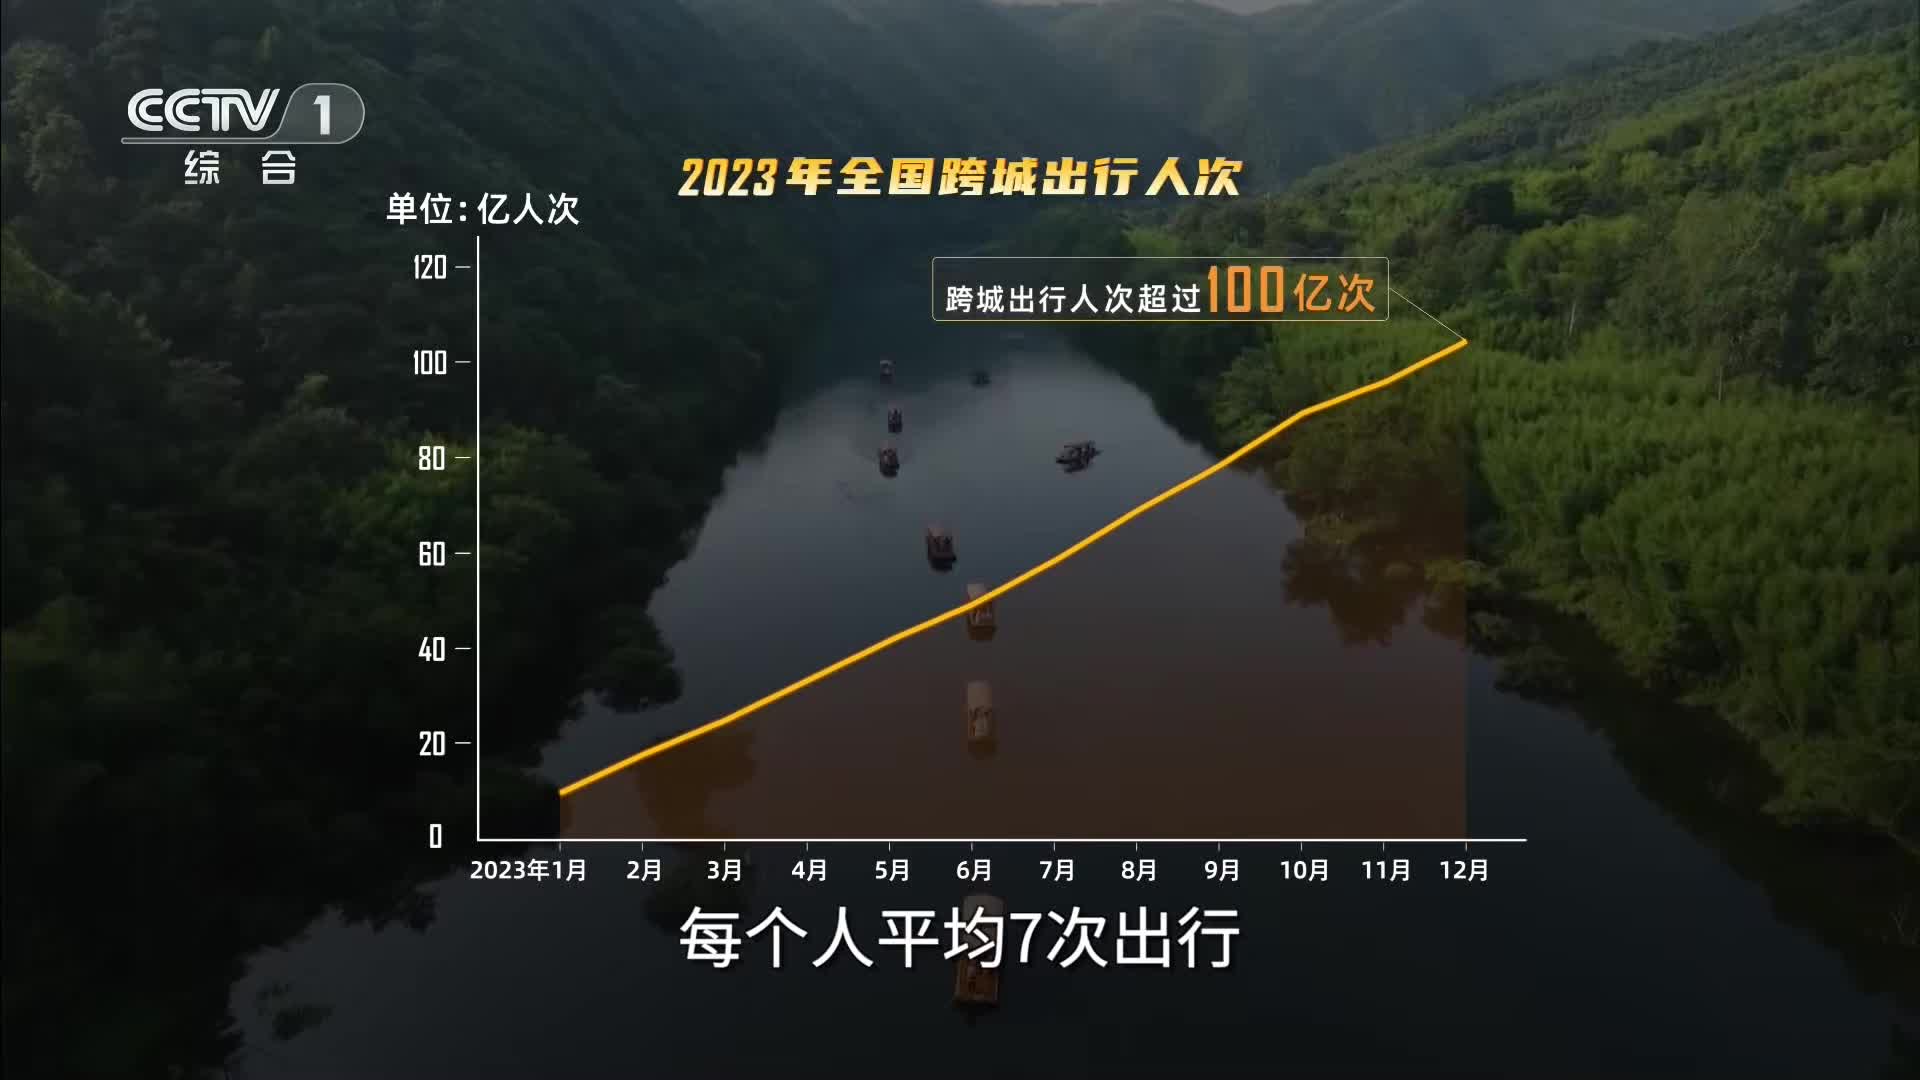 CCTV 1
综合
2023年全国跨城出行人次
单位:亿人次
跨城出行人次超过100亿次
120
100
80
60
40
20
0
2023年1月 2月 3月 4月 5月 6月 7月 8月 9月 10月 11月 12月
每个人平均7次出行